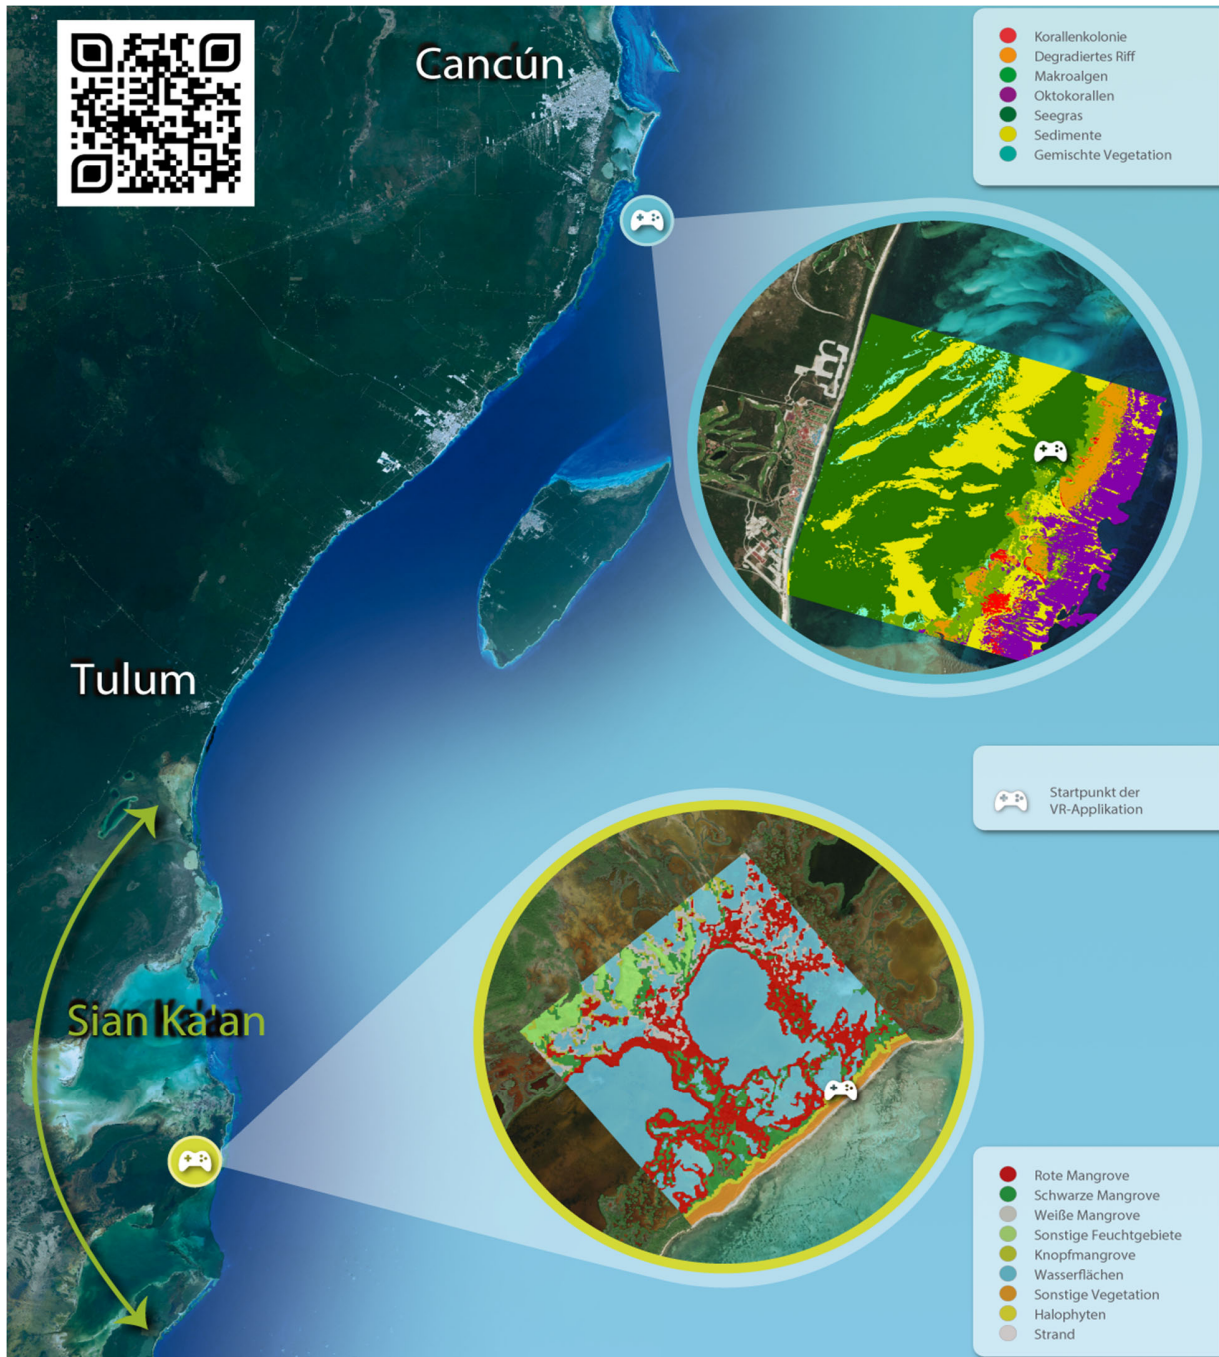 Cancún
Korallenkolonie
Degradiertes Riff
Makroalgen
Oktokorallen
Seegras
Sedimente
Gemischte Vegetation
Tulum
Startpunkt der
VR-Applikation
Sian Ka'an
Rote Mangrove
Schwarze Mangrove
Weiße Mangrove
Sonstige Feuchtgebiete
Knopfmangrove
Wasserflächen
Sonstige Vegetation
Halophyten
Strand